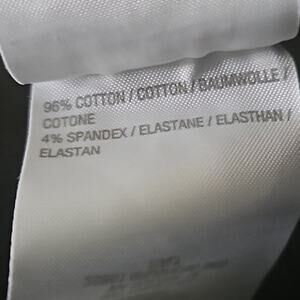 96% COTTON / COTTON / BAUMWOLLE /
COTONE
4% SPANDEX / ELASTANE / ELASTHAN /
ELASTAN